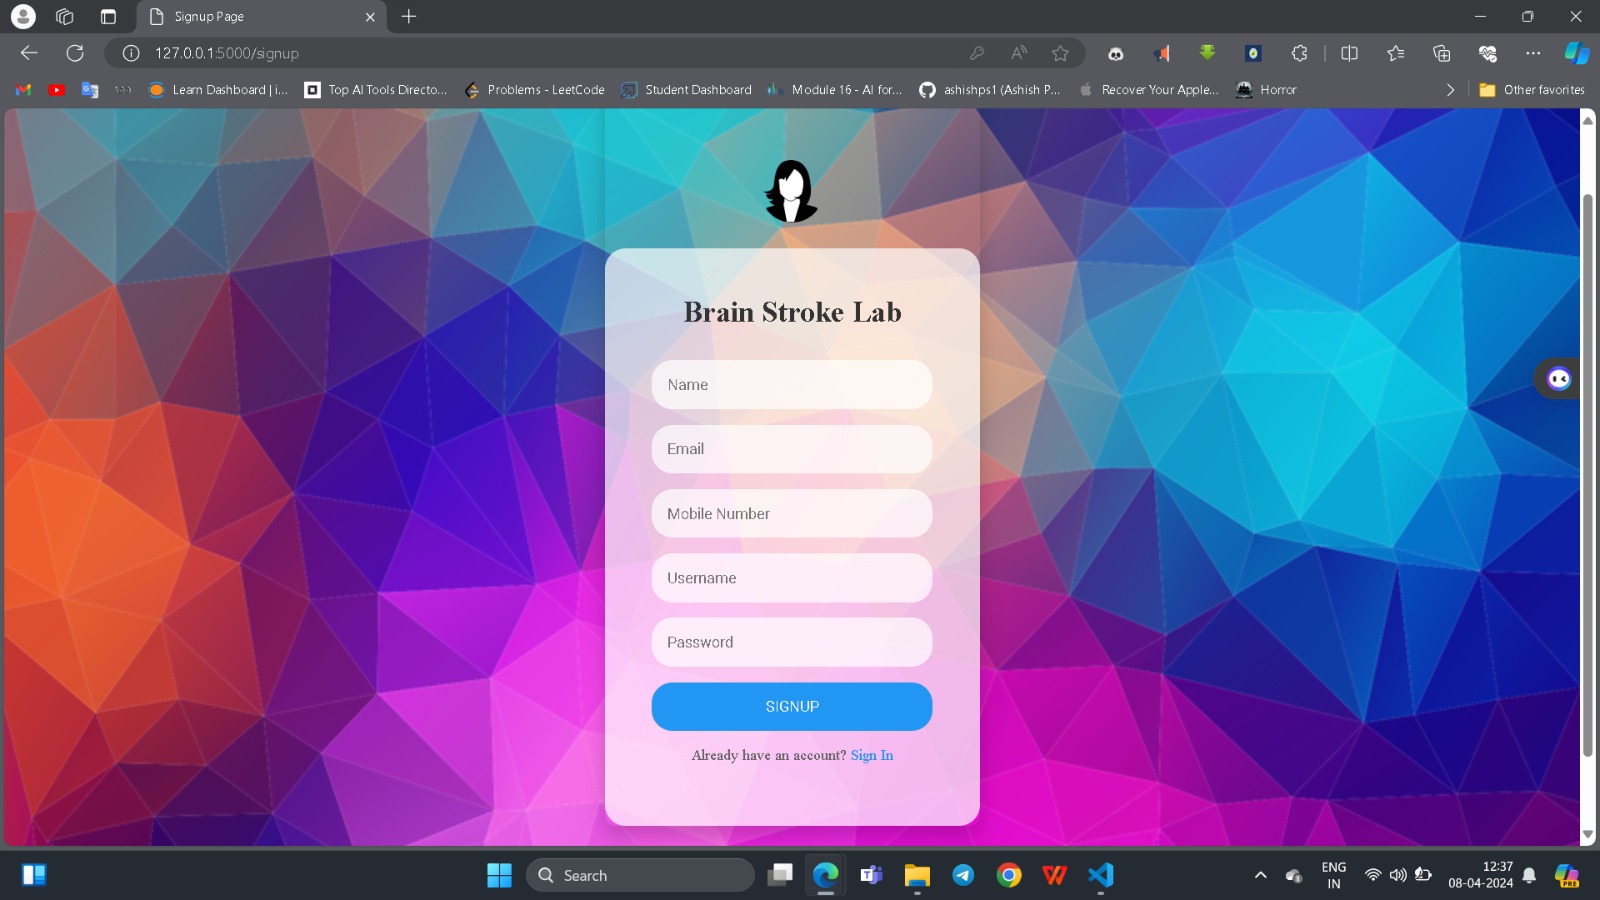 Signup Page
127.0.0.1:5000/signup
Learn Dashboard | i...
Top AI Tools Directo...
Problems - LeetCode
Student Dashboard
Module 16 - AI for...
ashishps1 (Ashish P...
Recover Your Apple...
Horror
Other favorites
Brain Stroke Lab
Name
Email
Mobile Number
Username
Password
SIGNUP
Already have an account? Sign In
Search
ENG
IN
12:37
08-04-2024
PRE